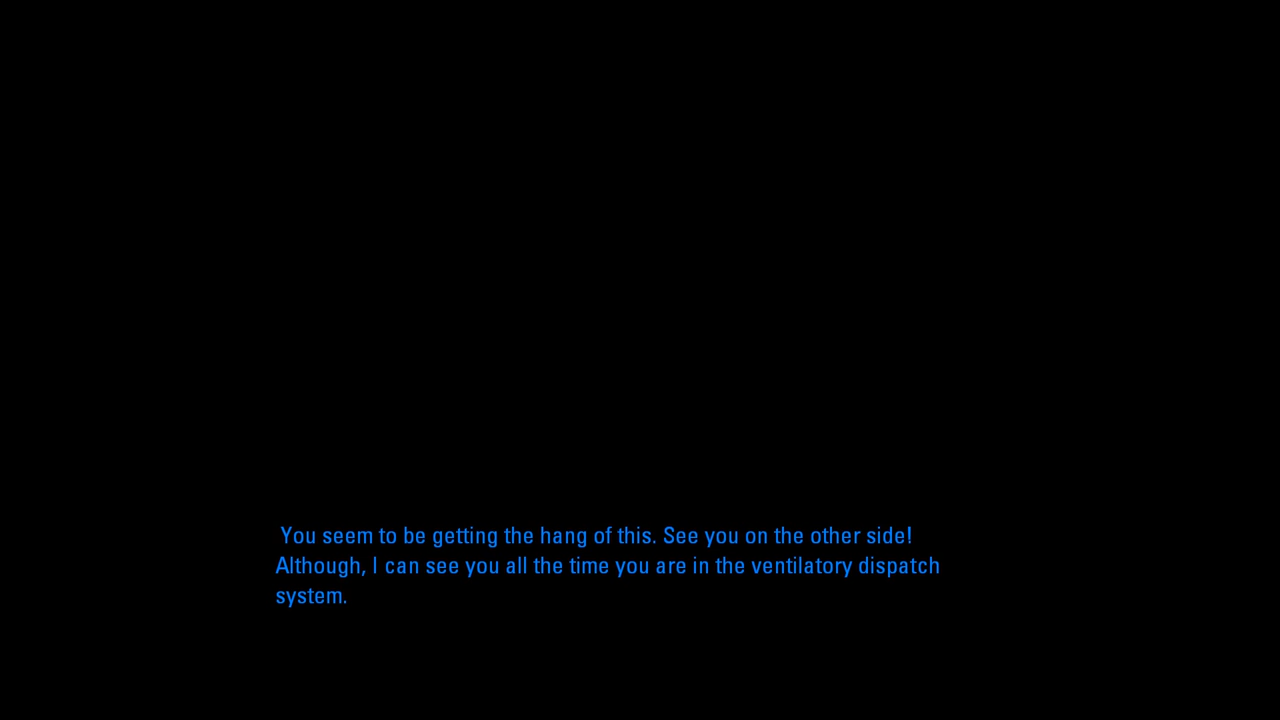 You seem to be getting the hang of this. See you on the other side!
Although, I can see you all the time you are in the ventilatory dispatch
system.